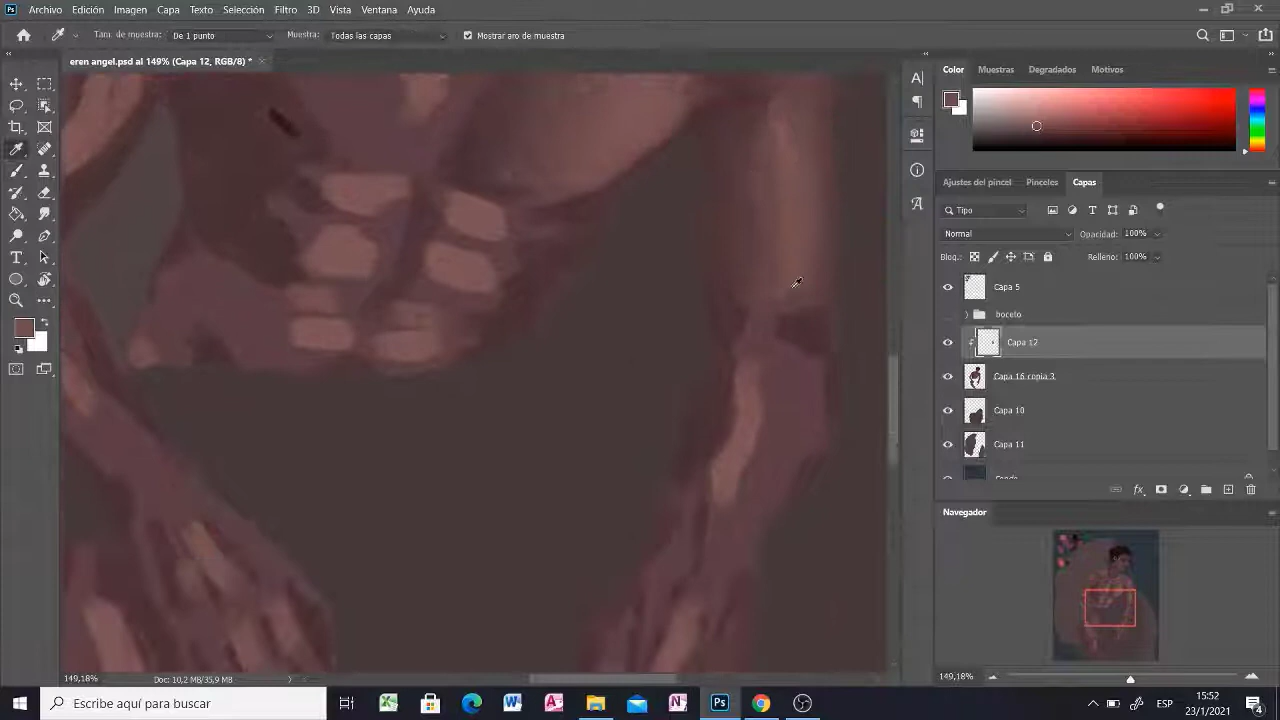 Ps Archivo Edición Imagen Capa Texto Selección Filtro 3D Vista Ventana Ayuda
Tam. de muestra: De 1 punto Muestra: Todas las capas Mostrar aro de muestra
eren angel.psd al 149% (Capa 12, RGB/8) *
Color Muestras Degradados Motivos
Ajustes del pincel Pinceles Capas
Tipo
Normal Opacidad: 100%
Bloq.: Relleno: 100%
Capa 5
boceto
Capa 12
Capa 16 copia 3
Capa 10
Capa 11
Fondo
Navegador
149,18% Doc: 10,2 MB/35,9 MB
149,18%
Escribe aquí para buscar
ESP
15:52
23/1/2021
4